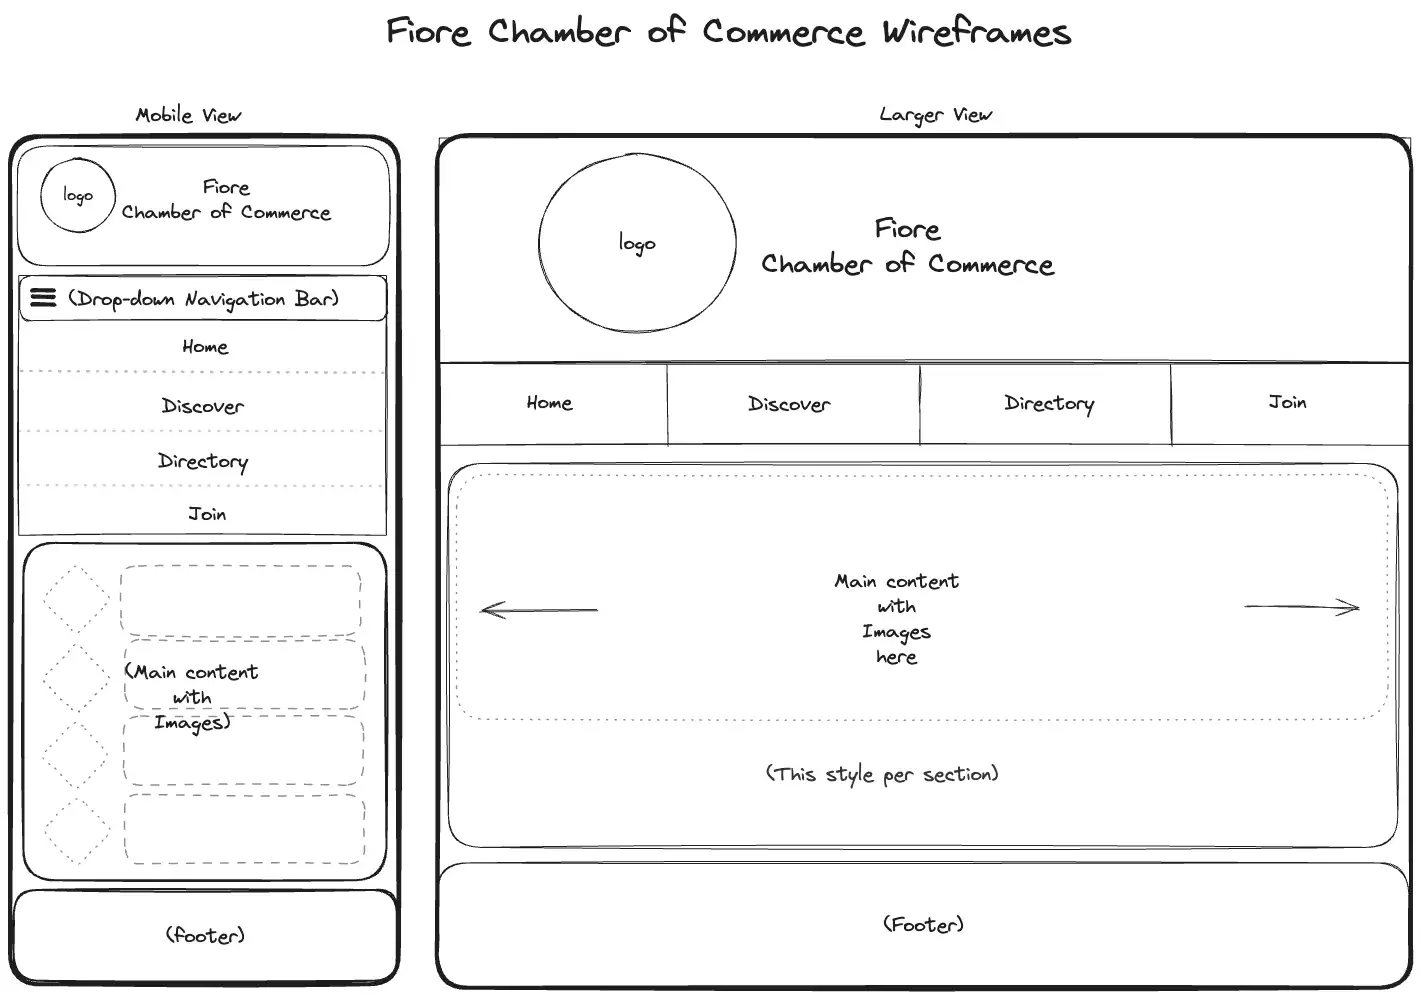 Fiore Chamber of Commerce Wireframes
Mobile View
logo
Fiore
Chamber of Commerce
(Drop-down Navigation Bar)
Home
Discover
Directory
Join
(Main content
with
Images)
(footer)
Larger View
logo
Fiore
Chamber of Commerce
Home
Discover
Directory
Join
Main content
with
Images
here
(This style per section)
(Footer)